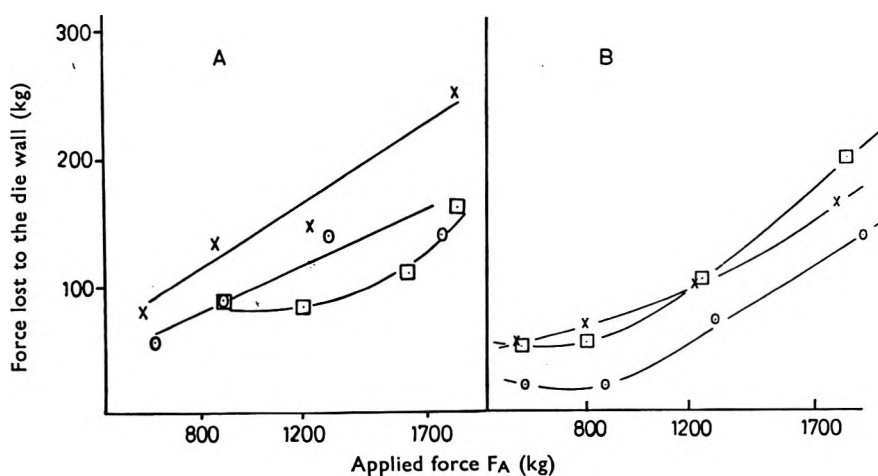 300
A
B
200
100
Force lost to the die wall (kg)
800 1200 1700 800 1200 1700
Applied force FA (kg)